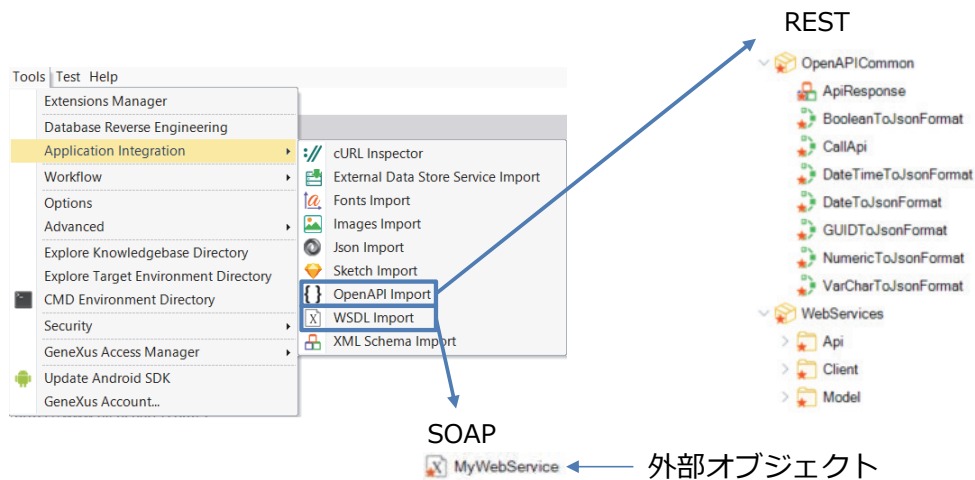 REST
Tools Test Help
Extensions Manager
Database Reverse Engineering
Application Integration
Workflow
Options
Advanced
Explore Knowledgebase Directory
Explore Target Environment Directory
CMD Environment Directory
Security
GeneXus Access Manager
Update Android SDK
GeneXus Account...
cURL Inspector
External Data Store Service Import
Fonts Import
Images Import
Json Import
Sketch Import
OpenAPI Import
WSDL Import
XML Schema Import
OpenAPICommon
ApiResponse
BooleanToJsonFormat
CallApi
DateTimeToJsonFormat
DateToJsonFormat
GUIDToJsonFormat
NumericToJsonFormat
VarCharToJsonFormat
WebServices
Api
Client
Model
SOAP
MyWebService
外部オブジェクト